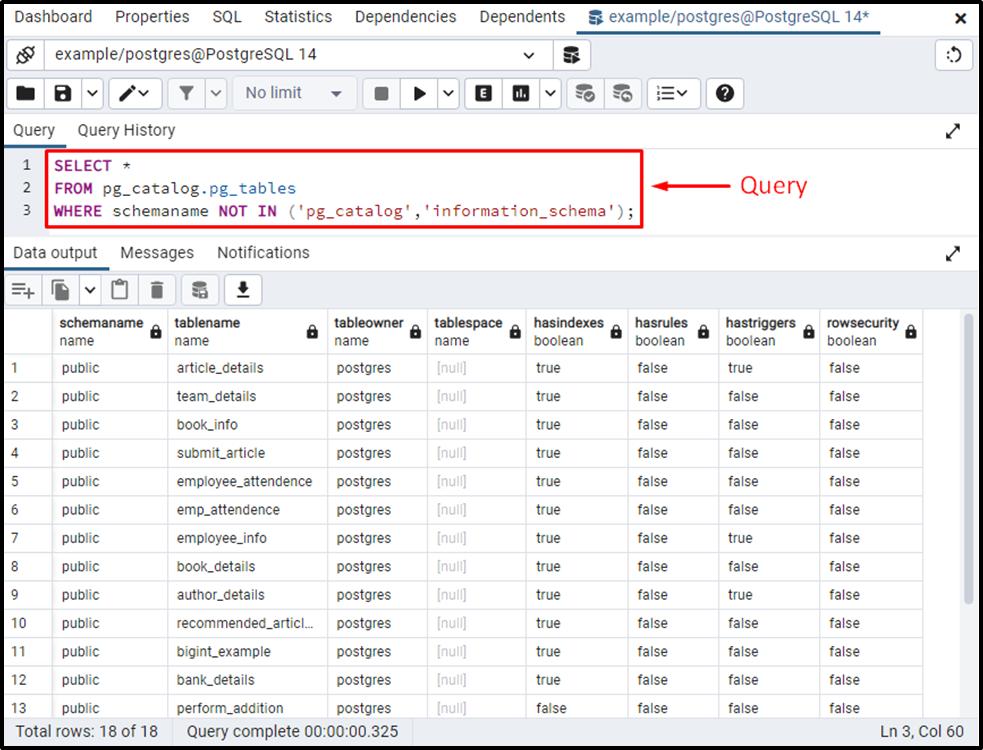 Dashboard Properties SQL Statistics Dependencies Dependents example/postgres@PostgreSQL 14*
example/postgres@PostgreSQL 14
No limit
Query Query History
1 SELECT *
2 FROM pg_catalog.pg_tables
3 WHERE schemaname NOT IN ('pg_catalog','information_schema');
Query
Data output Messages Notifications
schemaname tablename tableowner tablespace hasindexes hasrules hastriggers rowsecurity
name name name name boolean boolean boolean boolean
1 public article_details postgres [null] true false true false
2 public team_details postgres [null] true false false false
3 public book_info postgres [null] true false false false
4 public submit_article postgres [null] true false false false
5 public employee_attendence postgres [null] true false false false
6 public emp_attendence postgres [null] true false false false
7 public employee_info postgres [null] true false true false
8 public book_details postgres [null] true false false false
9 public author_details postgres [null] true false true false
10 public recommended_articl... postgres [null] true false false false
11 public bigint_example postgres [null] true false false false
12 public bank_details postgres [null] true false false false
13 public perform_addition postgres [null] false false false false
Total rows: 18 of 18 Query complete 00:00:00.325 Ln 3, Col 60